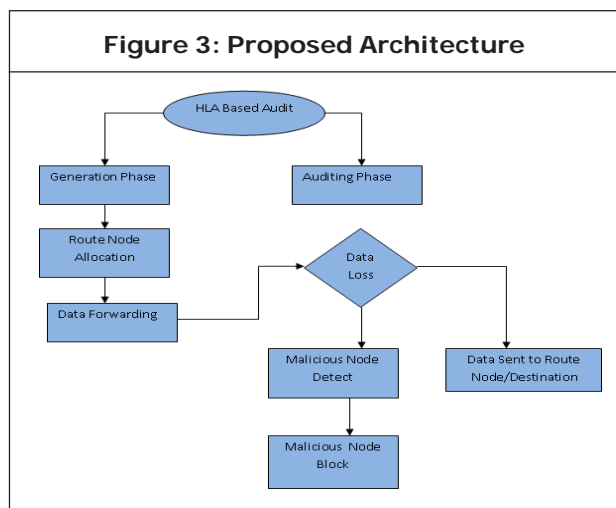 Figure 3: Proposed Architecture
HLA Based Audit
Generation Phase
Auditing Phase
Route Node
Allocation
Data
Loss
Data Forwarding
Malicious Node
Detect
Data Sent to Route
Node/Destination
Malicious Node
Block